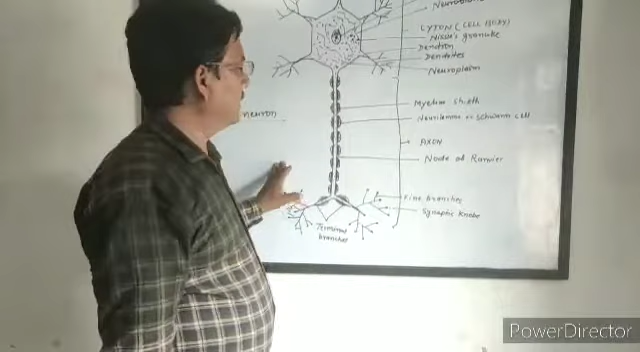 CYTON (CELL BODY)
Nissl's granule
Dendron
Dendrites
Neuroplasm
neuron
Myelin sheath
Neurilemma or Schwann cell
AXON
Node of Ranvier
Fine branches
Synaptic knobe
Terminal
branches
PowerDirector